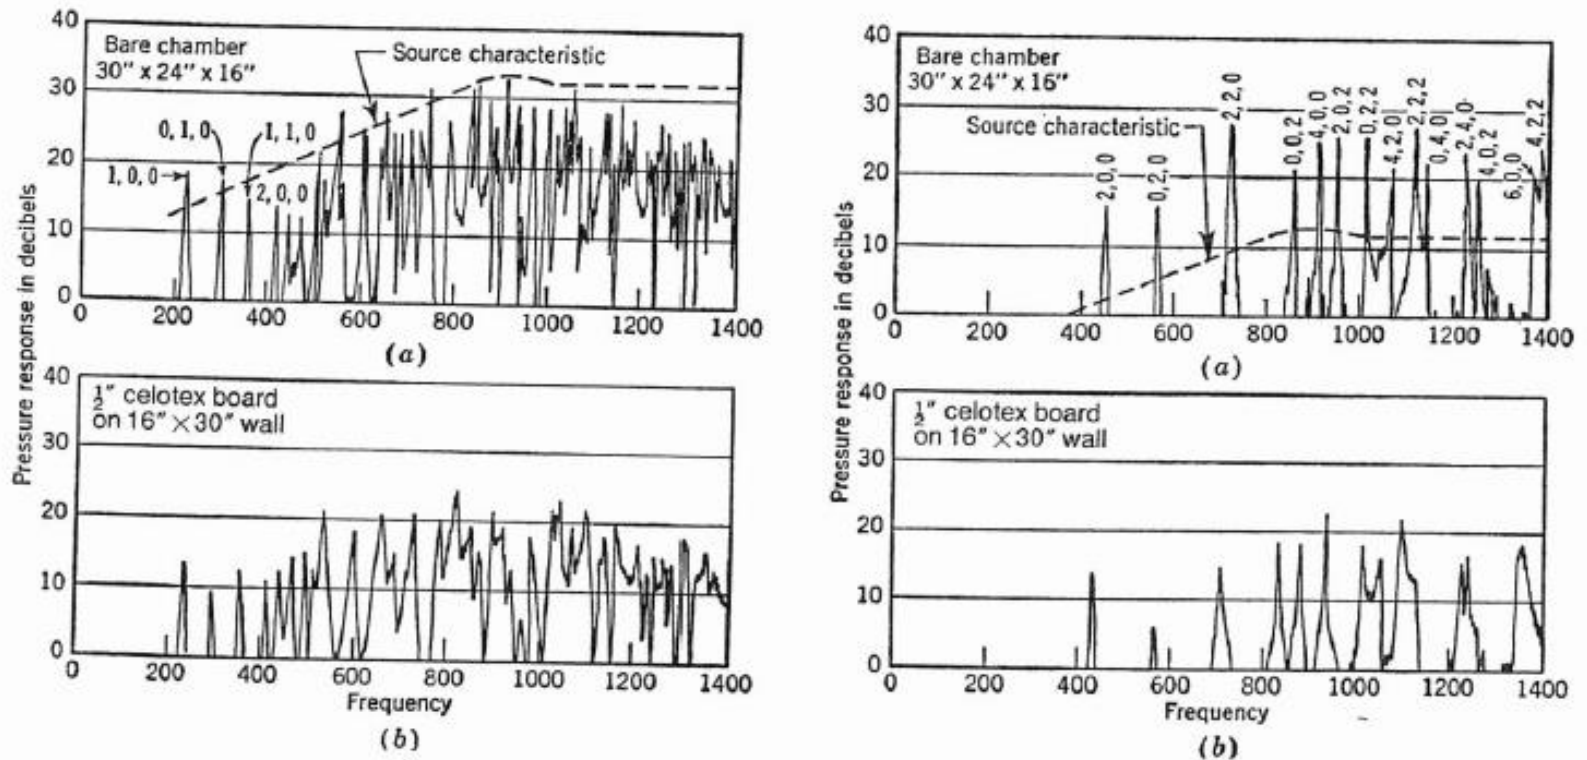 40
30
20
10
0
Bare chamber
30" x 24" x 16"
Source characteristic
0, 1, 0
1, 1, 0
1, 0, 0
2, 0, 0
200
400
600
800
1000
1200
1400
(a)
Pressure response in decibels
40
30
20
10
0
½" celotex board
on 16" × 30" wall
0
200
400
600
800
1000
1200
1400
Frequency
(b)
40
30
20
10
0
Bare chamber
30" x 24" x 16"
Source characteristic
2, 0, 0
0, 2, 0
2, 2, 0
0, 0, 2
4, 0, 0
2, 0, 2
0, 2, 2
4, 2, 0
2, 2, 2
0, 4, 0
2, 4, 0
4, 0, 2
6, 0, 0
4, 2, 2
0
200
400
600
800
1000
1200
1400
(a)
Pressure response in decibels
40
30
20
10
0
½" celotex board
on 16" × 30" wall
0
200
400
600
800
1000
1200
1400
Frequency
(b)